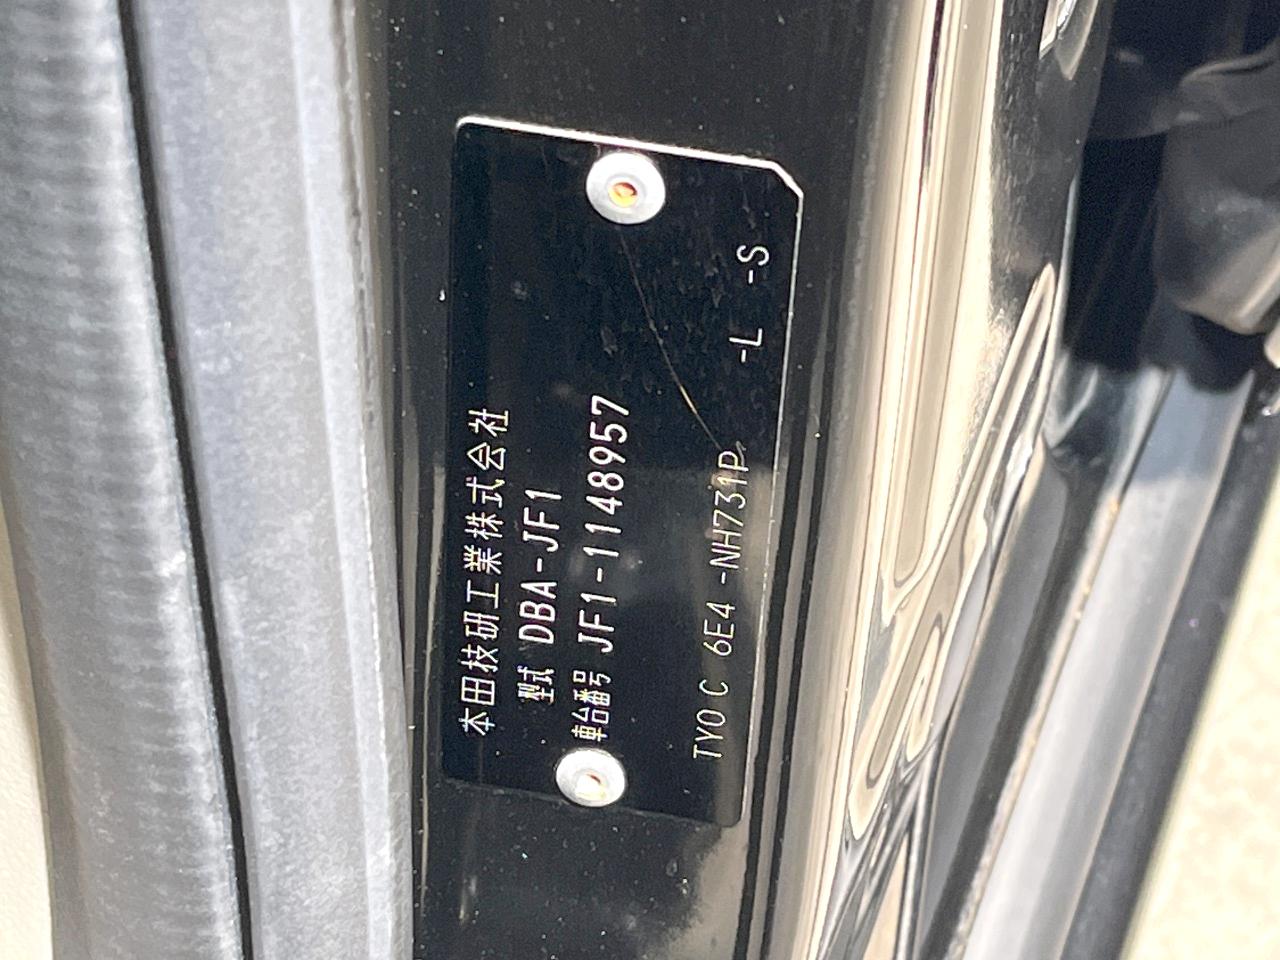 本田技研工業株式会社
型式 DBA-JF1
車台番号 JF1-1148957
TYO C 6E4 -NH731P -L -S